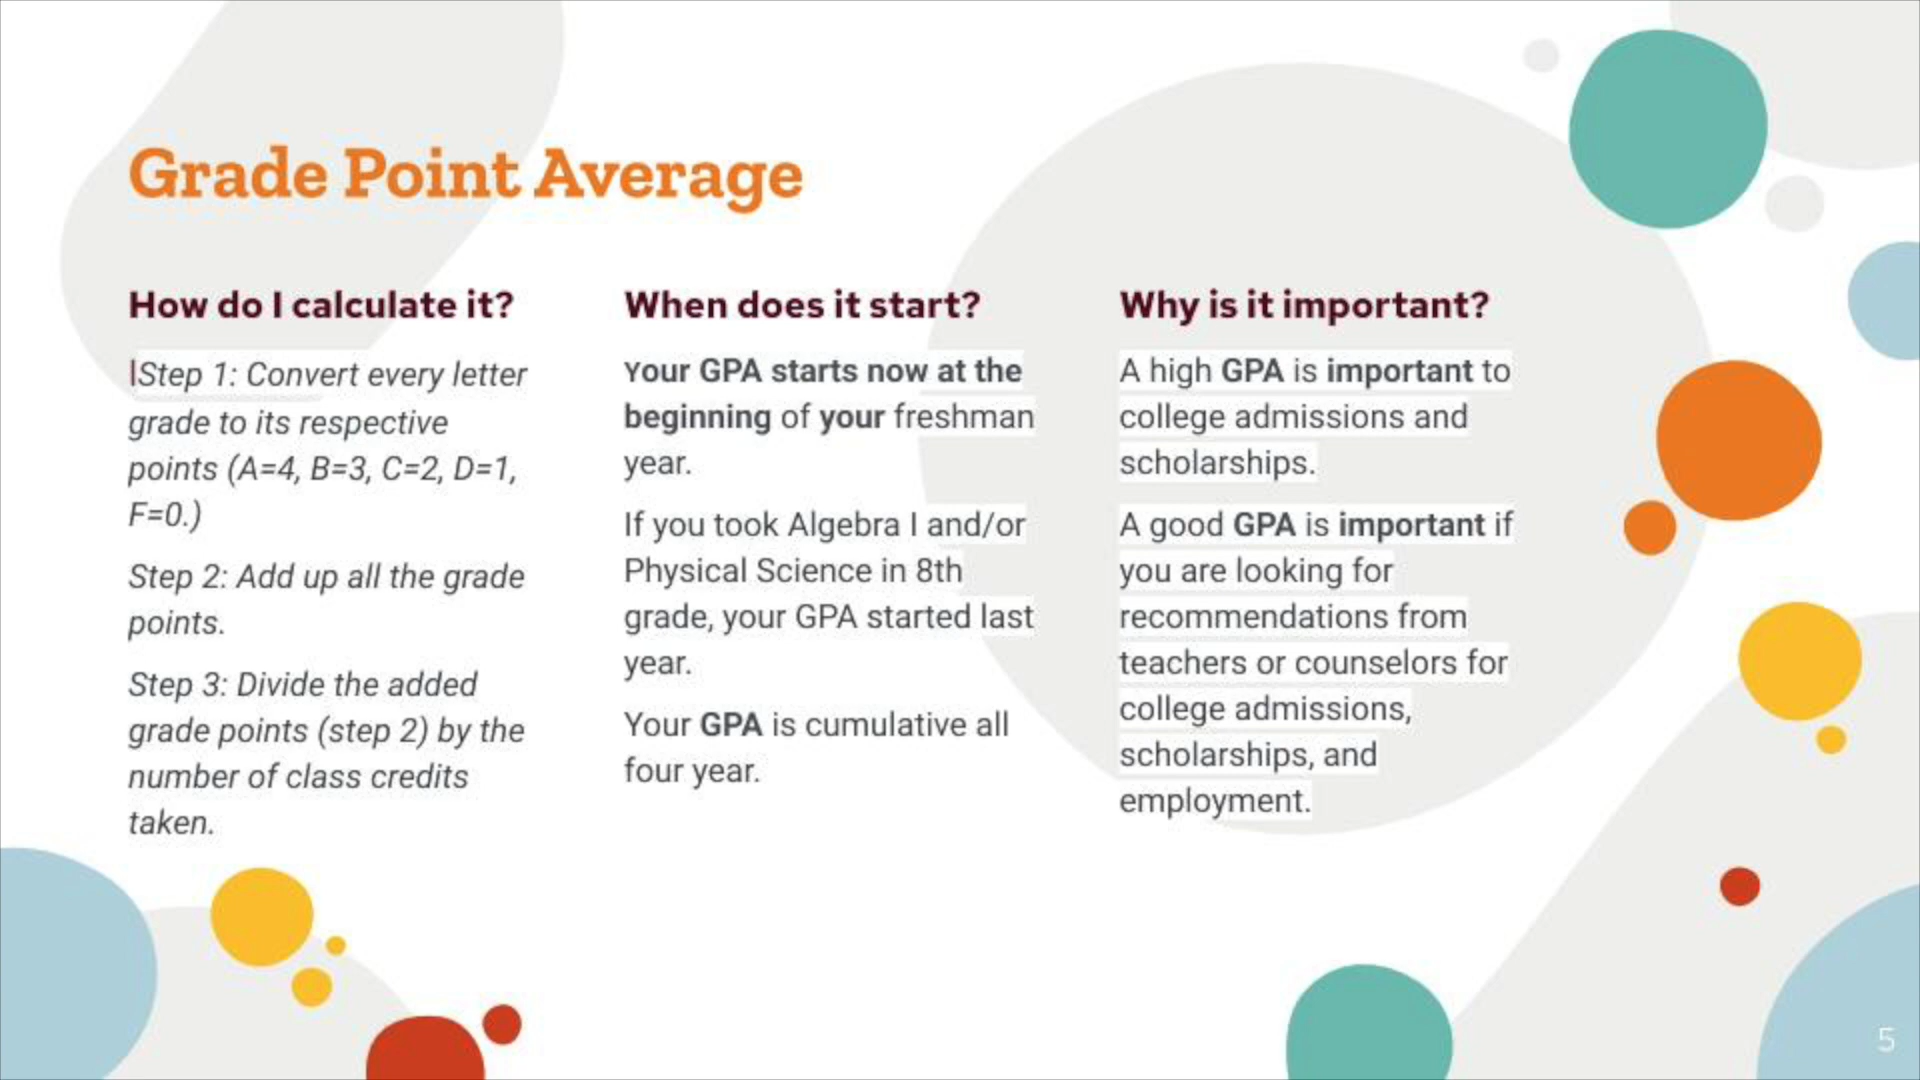 Grade Point Average
How do I calculate it?
|Step 1: Convert every letter
grade to its respective
points (A=4, B=3, C=2, D=1,
F=0.)
Step 2: Add up all the grade
points.
Step 3: Divide the added
grade points (step 2) by the
number of class credits
taken.
When does it start?
Your GPA starts now at the
beginning of your freshman
year.
If you took Algebra I and/or
Physical Science in 8th
grade, your GPA started last
year.
Your GPA is cumulative all
four year.
Why is it important?
A high GPA is important to
college admissions and
scholarships.
A good GPA is important if
you are looking for
recommendations from
teachers or counselors for
college admissions,
scholarships, and
employment.
5